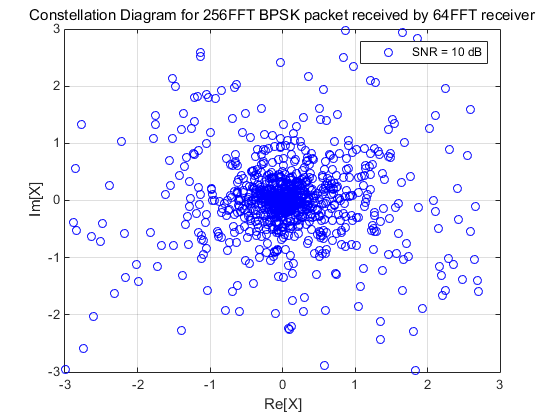 Constellation Diagram for 256FFT BPSK packet received by 64FFT receiver
SNR = 10 dB
3
2
1
0
-1
-2
-3
Im[X]
-3 -2 -1 0 1 2 3
Re[X]